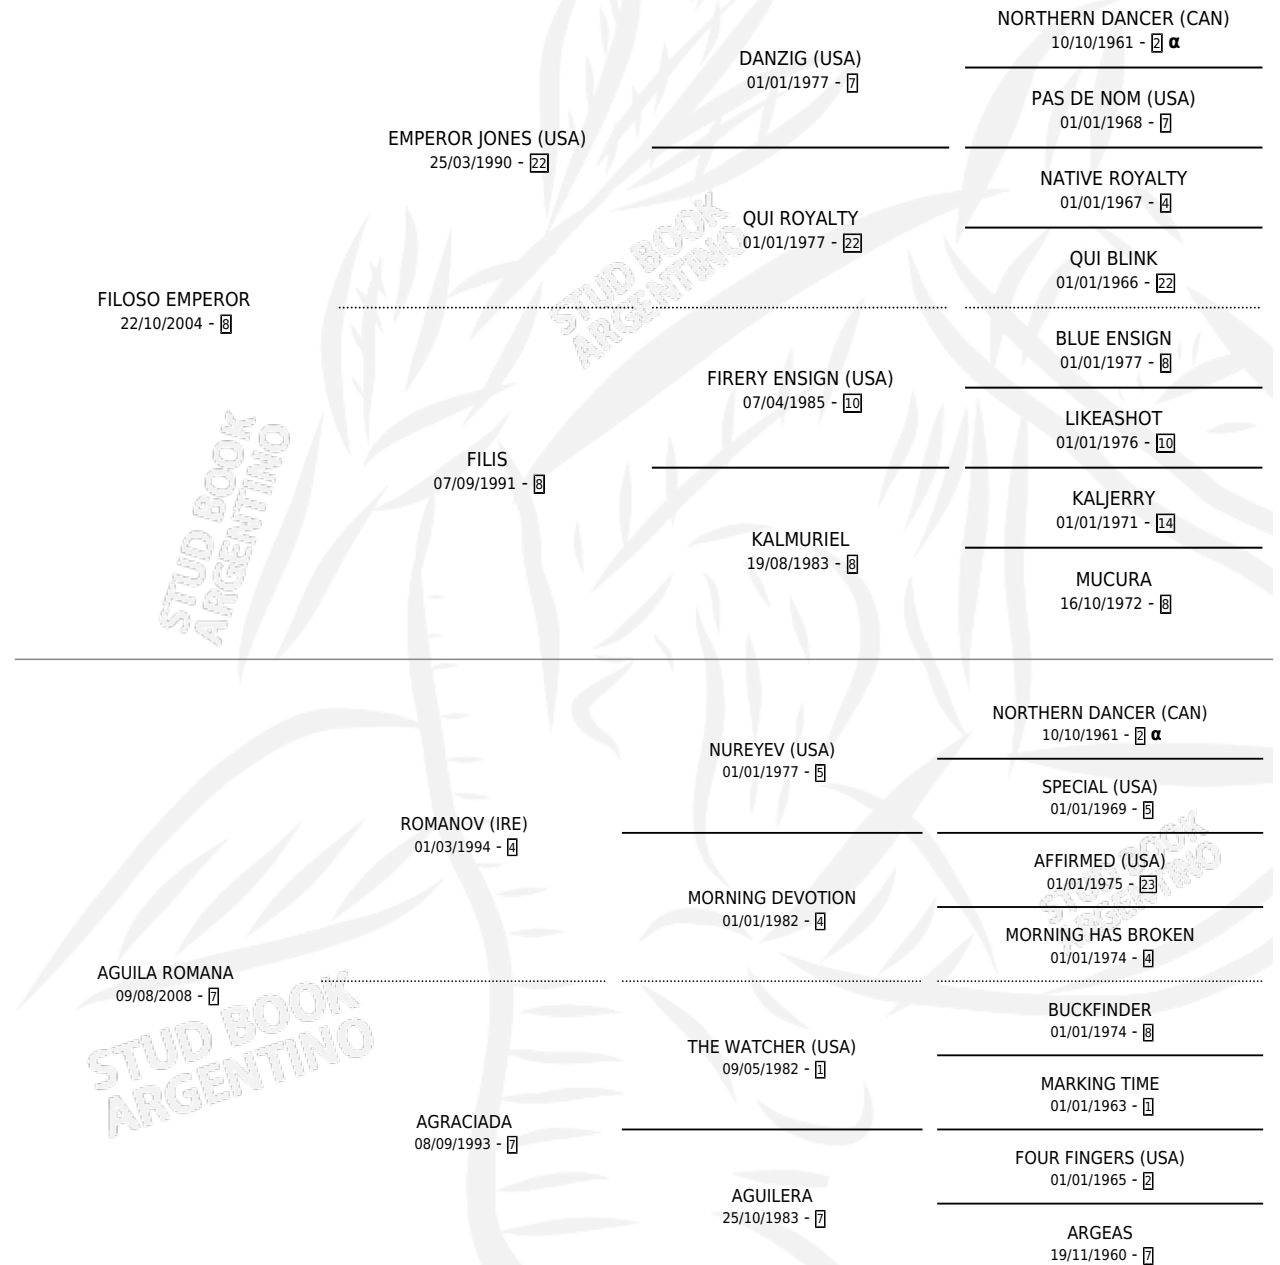 NORTHERN DANCER (CAN)
10/10/1961 - 2 α
DANZIG (USA)
01/01/1977 - 7
PAS DE NOM (USA)
01/01/1968 - 7
EMPEROR JONES (USA)
25/03/1990 - 22
NATIVE ROYALTY
01/01/1967 - 4
QUI ROYALTY
01/01/1977 - 22
QUI BLINK
01/01/1966 - 22
FILOSO EMPEROR
22/10/2004 - 8
BLUE ENSIGN
01/01/1977 - 8
FIRERY ENSIGN (USA)
07/04/1985 - 10
LIKEASHOT
01/01/1976 - 10
FILIS
07/09/1991 - 8
KALJERRY
01/01/1971 - 14
KALMURIEL
19/08/1983 - 8
MUCURA
16/10/1972 - 8
NORTHERN DANCER (CAN)
10/10/1961 - 2 α
NUREYEV (USA)
01/01/1977 - 5
SPECIAL (USA)
01/01/1969 - 5
ROMANOV (IRE)
01/03/1994 - 4
AFFIRMED (USA)
01/01/1975 - 23
MORNING DEVOTION
01/01/1982 - 4
MORNING HAS BROKEN
01/01/1974 - 4
AGUILA ROMANA
09/08/2008 - 7
BUCKFINDER
01/01/1974 - 8
THE WATCHER (USA)
09/05/1982 - 1
MARKING TIME
01/01/1963 - 1
AGRACIADA
08/09/1993 - 7
FOUR FINGERS (USA)
01/01/1965 - 2
AGUILERA
25/10/1983 - 7
ARGEAS
19/11/1960 - 7
STUD BOOK
ARGENTINO
STUD BOOK
ARGENTINO
STUD BOOK
ARGENTINO
STUD BOOK
ARGENTINO